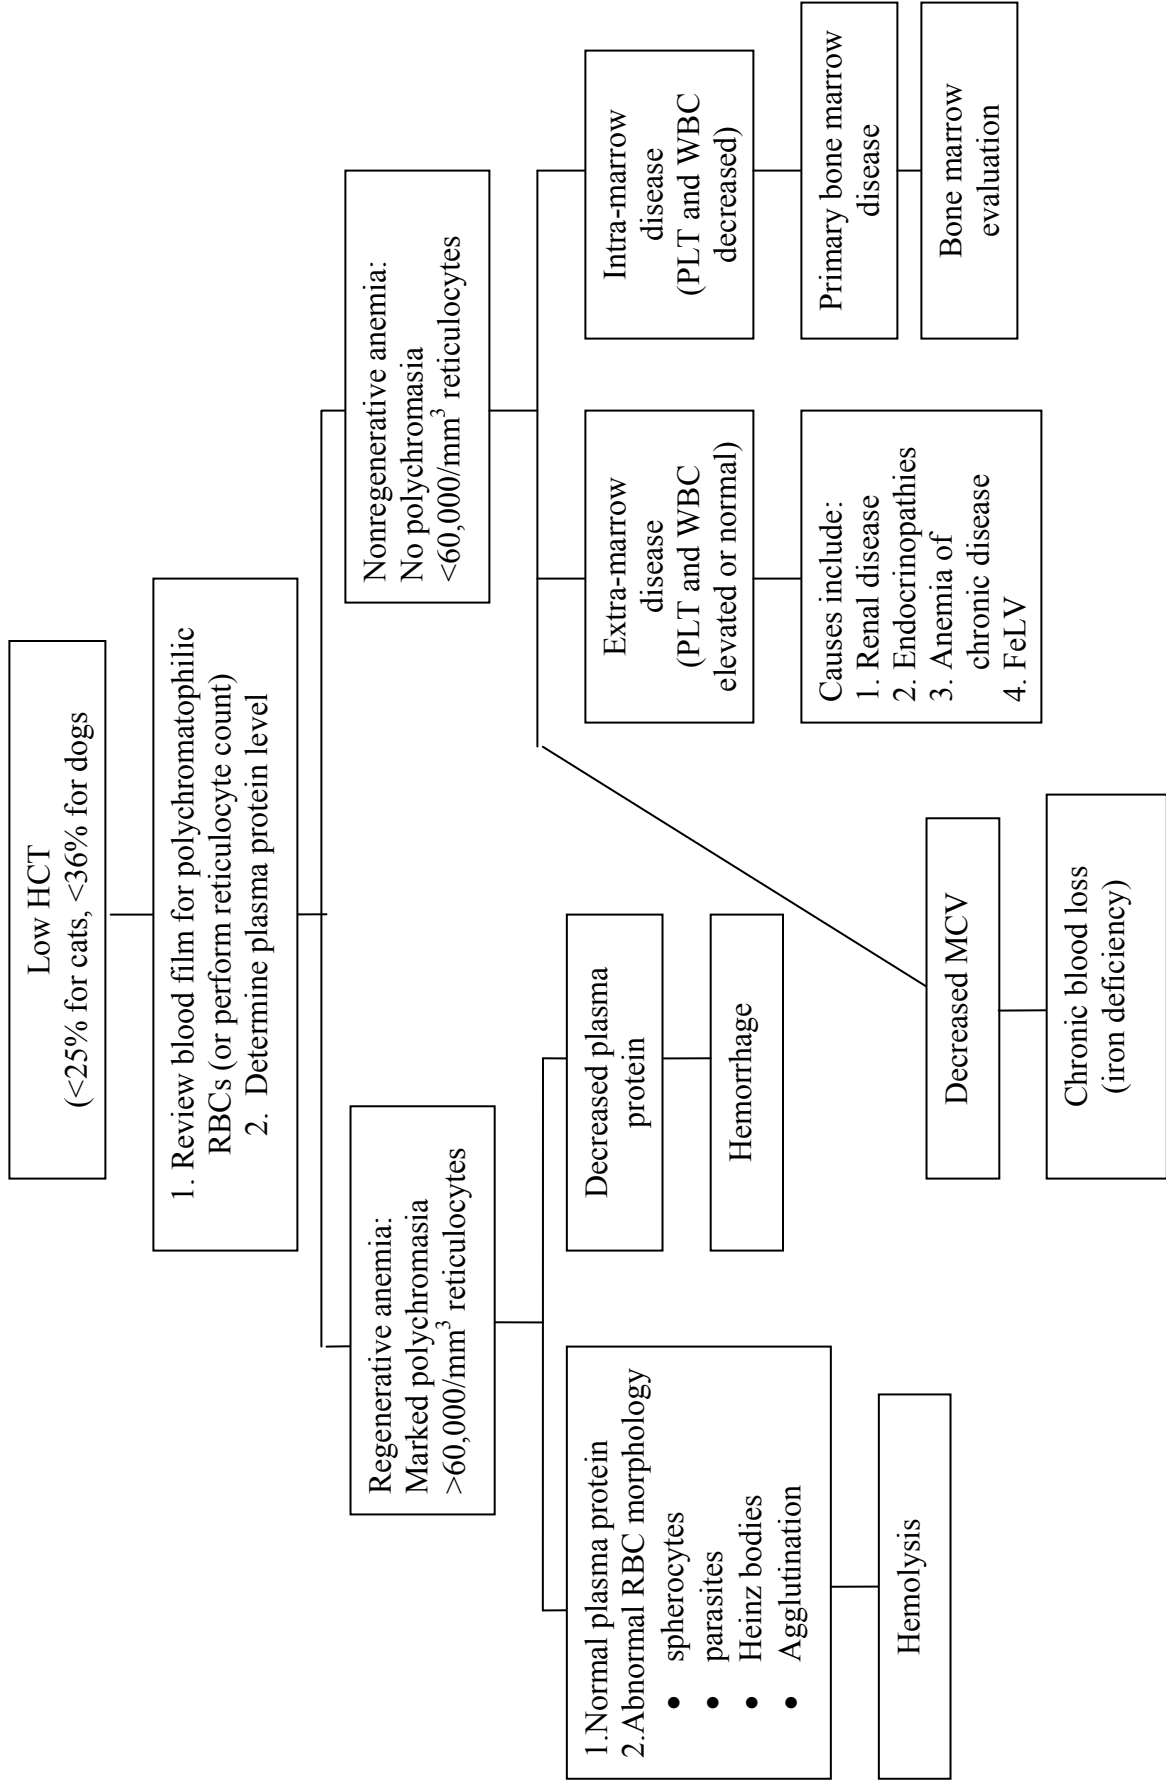 Low HCT
(<25% for cats, <36% for dogs
1. Review blood film for polychromatophilic
RBCs (or perform reticulocyte count)
2. Determine plasma protein level
Regenerative anemia:
Marked polychromasia
>60,000/mm³ reticulocytes
Nonregenerative anemia:
No polychromasia
<60,000/mm³ reticulocytes
1.Normal plasma protein
2.Abnormal RBC morphology
• spherocytes
• parasites
• Heinz bodies
• Agglutination
Hemolysis
Decreased plasma
protein
Hemorrhage
Decreased MCV
Chronic blood loss
(iron deficiency)
Extra-marrow
disease
(PLT and WBC
elevated or normal)
Causes include:
1. Renal disease
2. Endocrinopathies
3. Anemia of
chronic disease
4. FeLV
Intra-marrow
disease
(PLT and WBC
decreased)
Primary bone marrow
disease
Bone marrow
evaluation